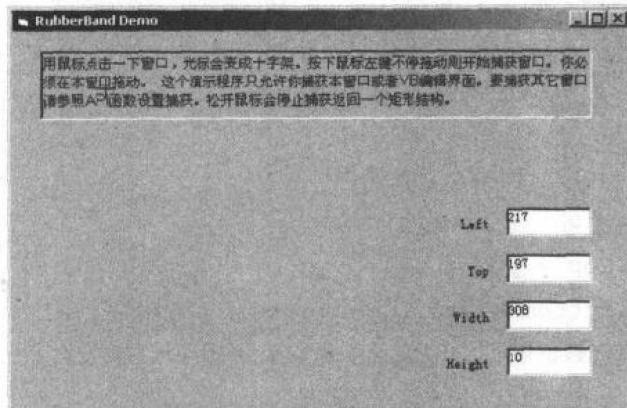 RubberBand Demo
用鼠标点击一下窗口，光标会变成十字架。按下鼠标左键不停拖动则开始捕获窗口。你必
须在本窗口拖动。 这个演示程序只允许你捕获本窗口或者VB编辑界面。要捕获其它窗口
请参照API函数设置捕获。松开鼠标会停止捕获返回一个矩形结构。
Left 217
Top 197
Width 308
Height 10